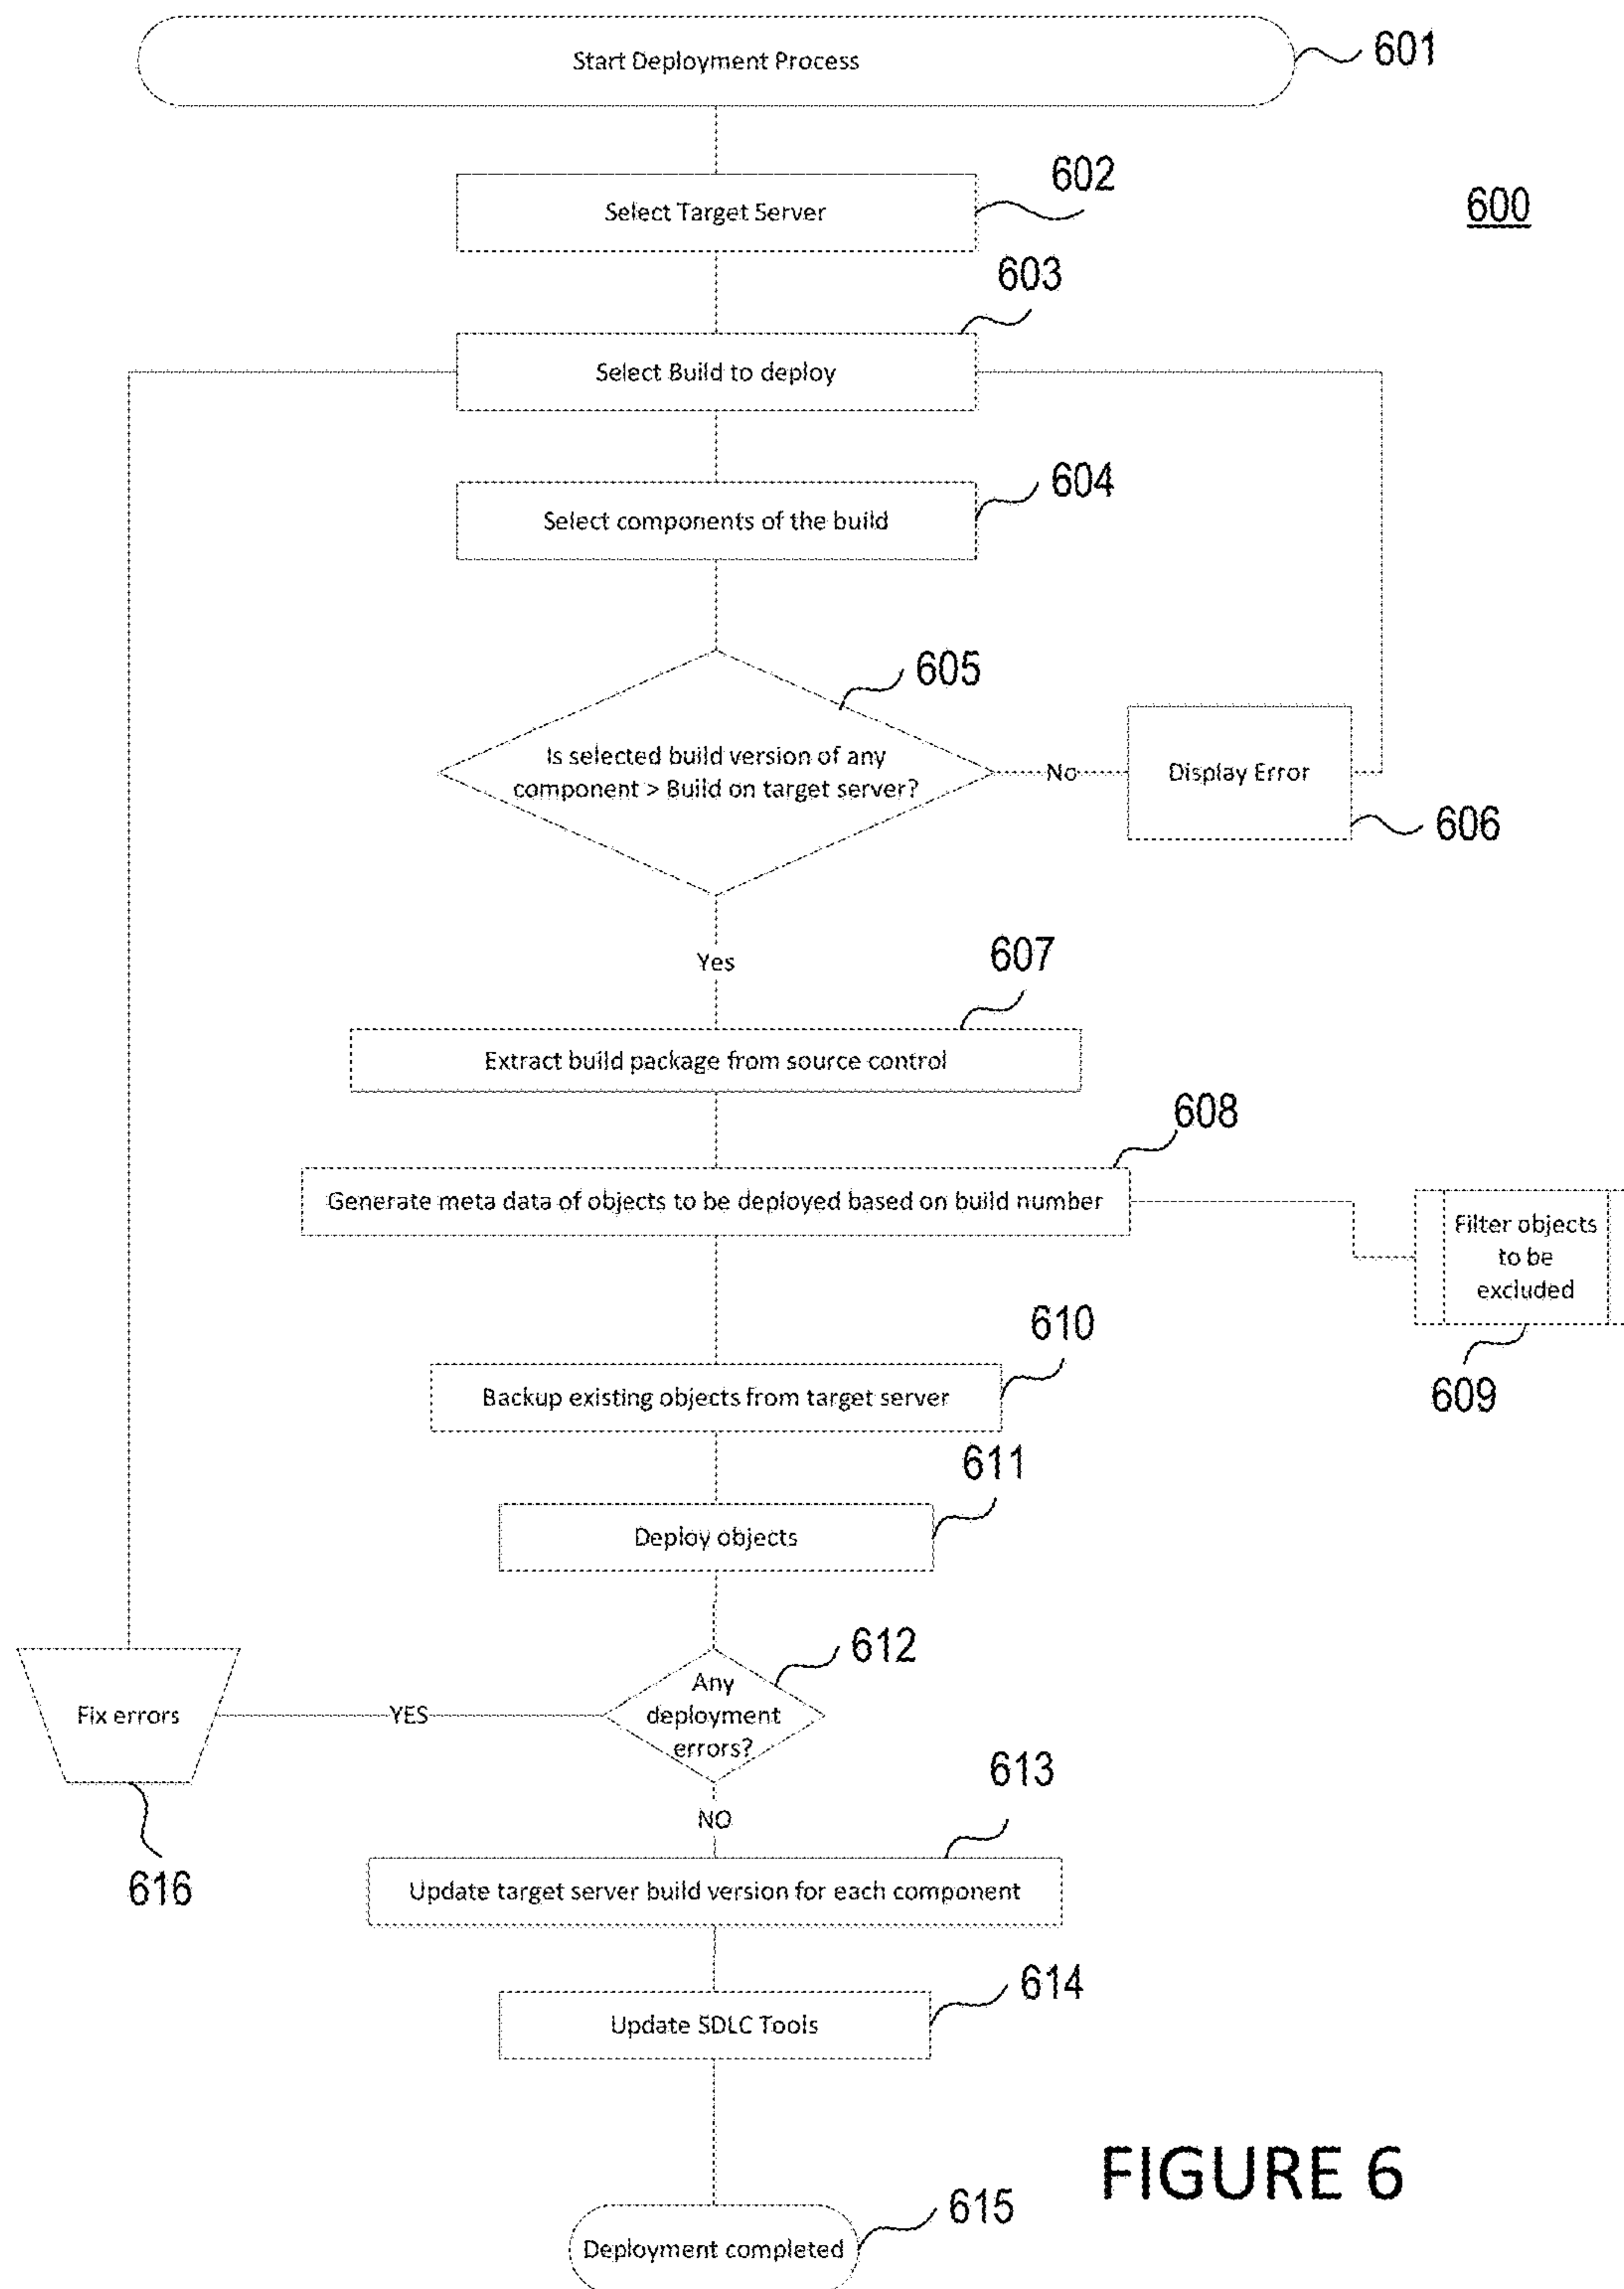 Start Deployment Process
601
602
Select Target Server
600
603
Select Build to deploy
604
Select components of the build
605
Is selected build version of any
component > Build on target server?
No
Display Error
606
Yes
607
Extract build package from source control
608
Generate meta data of objects to be deployed based on build number
Filter objects
to be
excluded
609
610
Backup existing objects from target server
611
Deploy objects
612
Any
deployment
errors?
YES
Fix errors
616
NO
613
Update target server build version for each component
614
Update SDLC Tools
FIGURE 6
615
Deployment completed